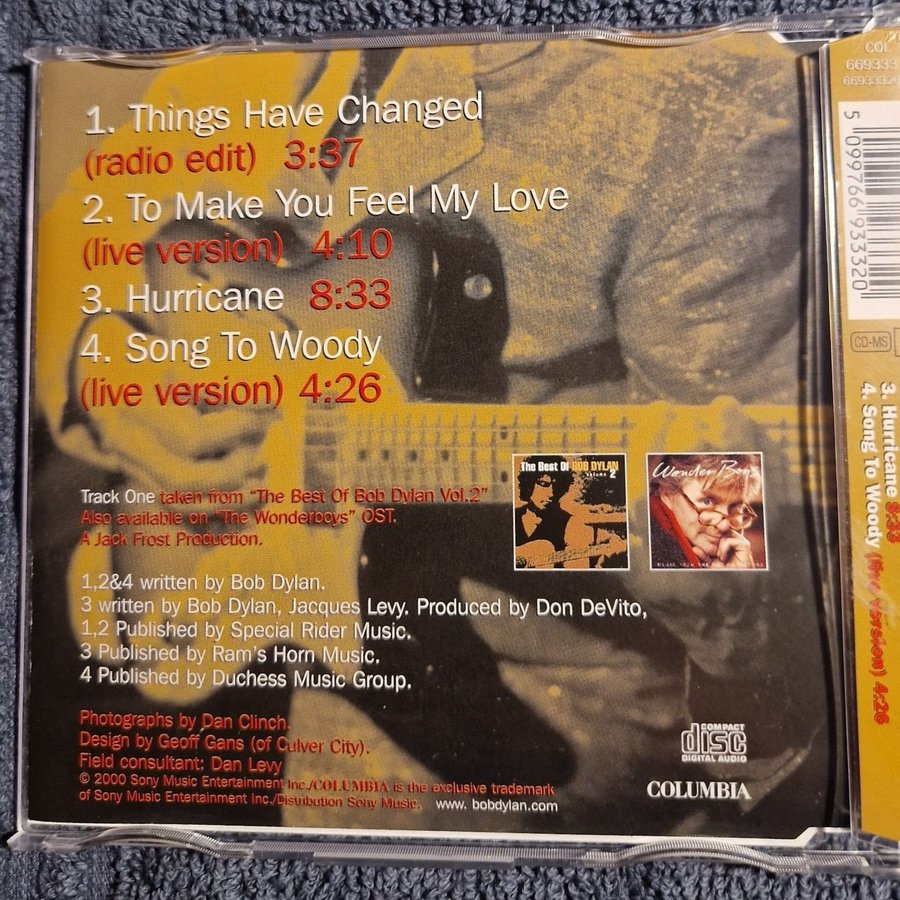 1. Things Have Changed
(radio edit) 3:37
2. To Make You Feel My Love
(live version) 4:10
3. Hurricane 8:33
4. Song To Woody
(live version) 4:26
The Best Of BOB DYLAN
volume 2
Wonder Boys
Track One taken from "The Best Of Bob Dylan Vol.2"
Also available on "The Wonderboys" OST.
A Jack Frost Production.
1,2&4 written by Bob Dylan.
3 written by Bob Dylan, Jacques Levy. Produced by Don DeVito,
1,2 Published by Special Rider Music.
3 Published by Ram's Horn Music.
4 Published by Duchess Music Group.
Photographs by Dan Clinch.
Design by Geoff Gans (of Culver City).
Field consultant: Dan Levy
© 2000 Sony Music Entertainment Inc./COLUMBIA is the exclusive trademark
of Sony Music Entertainment Inc./Distribution Sony Music. www. bobdylan.com
COMPACT
disc
DIGITAL AUDIO
COLUMBIA
COL
669333
5 099766 933320
CD-MS
3. Hurricane 8:33
4. Song To Woody (live version) 4:26